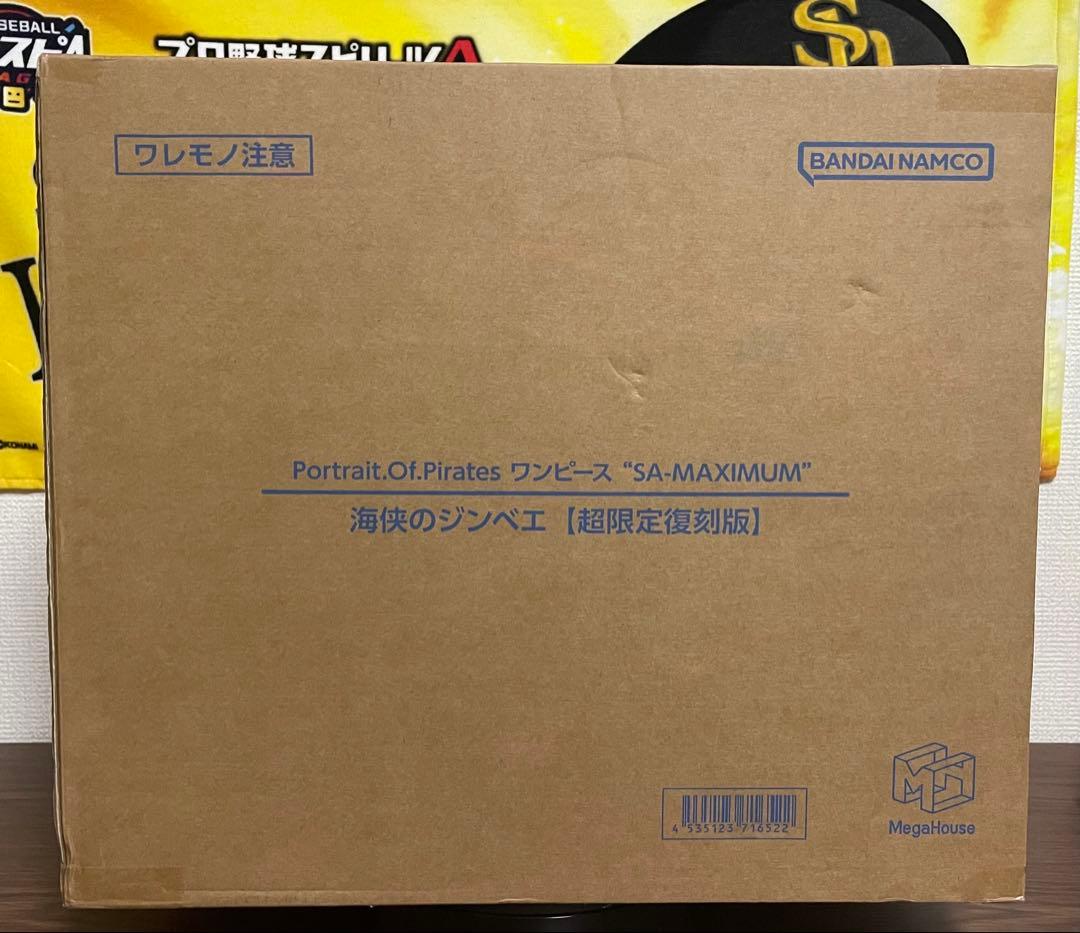 プロ野球スピリッツA
ワレモノ注意
BANDAI NAMCO
Portrait.Of.Pirates ワンピース “SA-MAXIMUM”
海侠のジンベエ【超限定復刻版】
4 535123 716522
MegaHouse
KONAMI